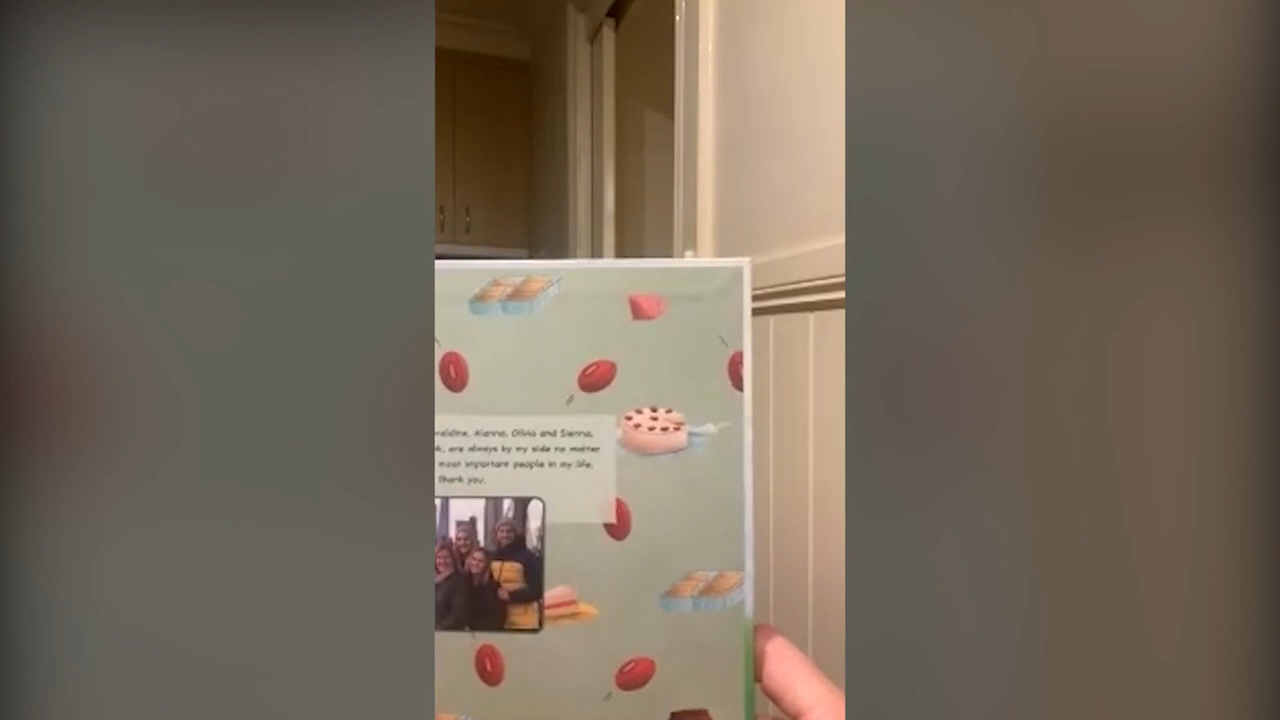 Alanna, Olivia and Sienna,
are always by my side no matter
most important people in my life.
thank you.